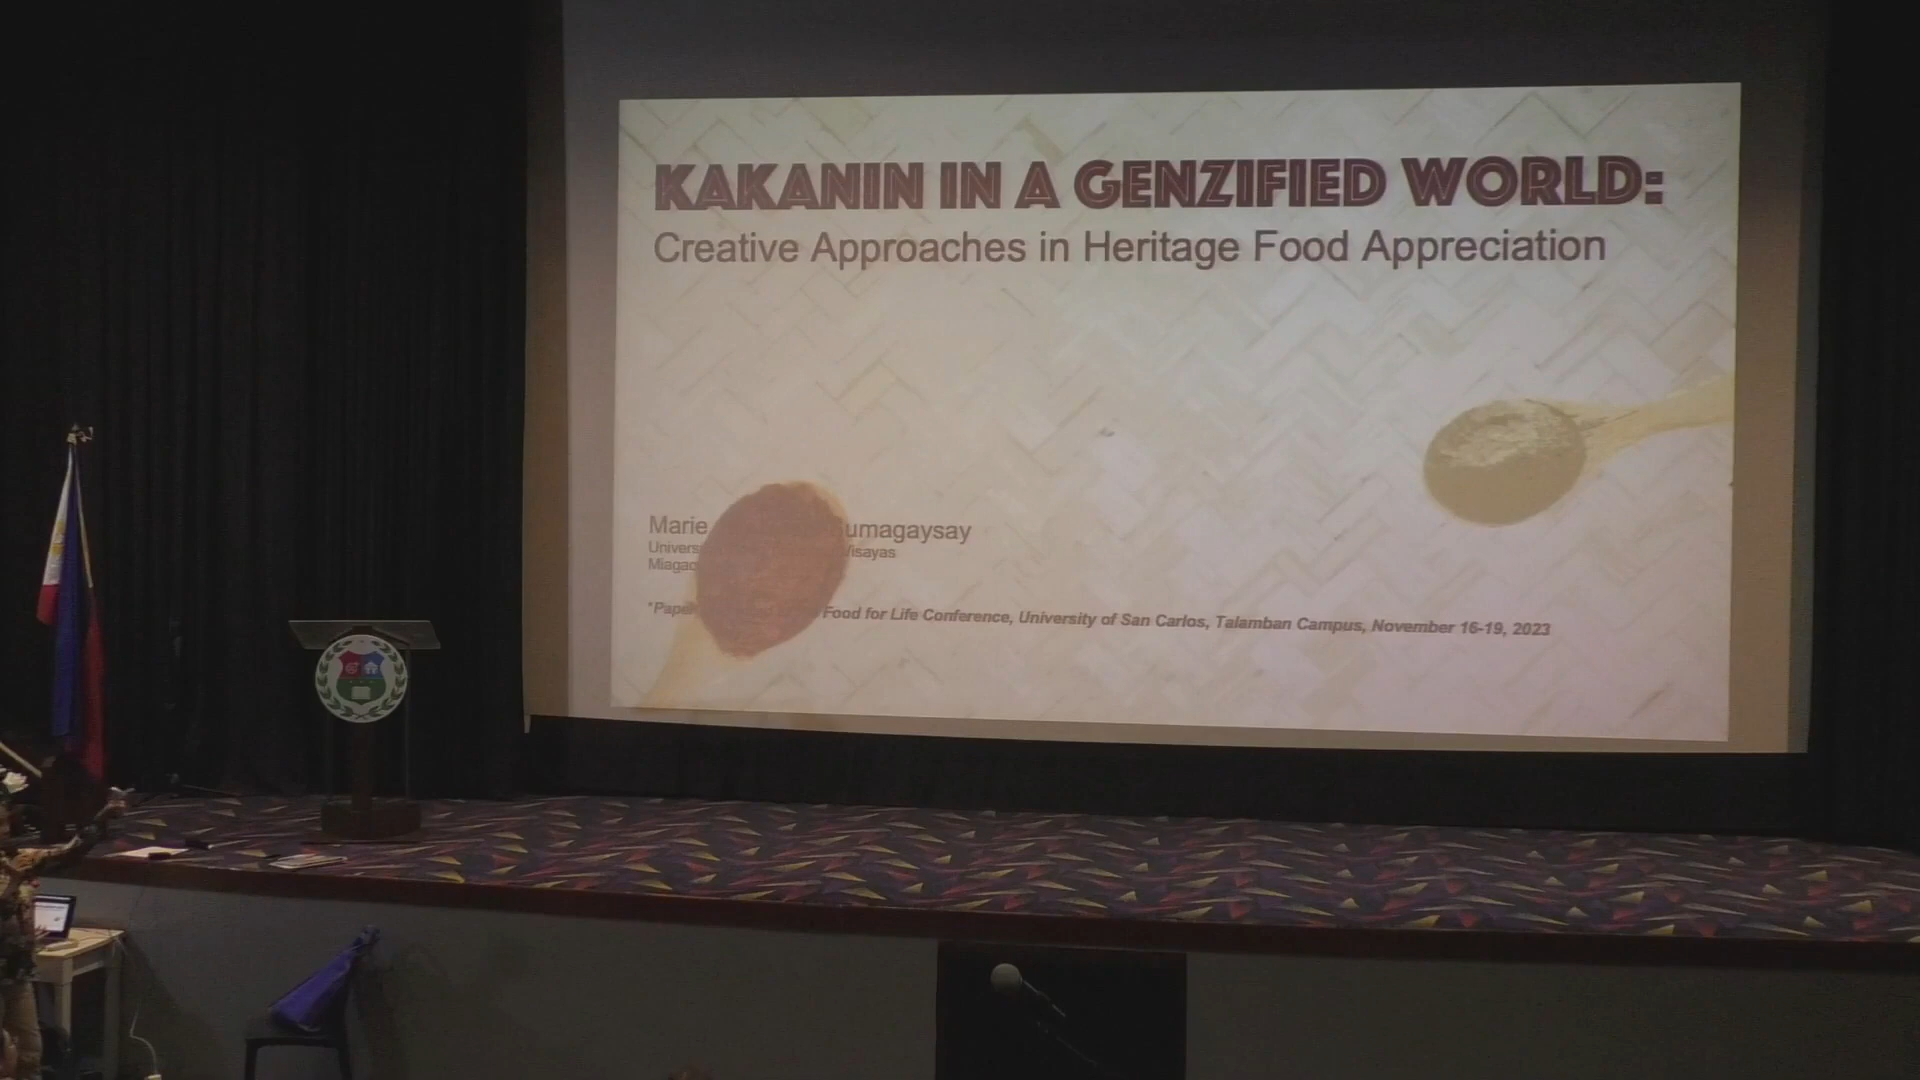 KAKANIN IN A GENZIFIED WORLD:
Creative Approaches in Heritage Food Appreciation
Marie umagaysay
Univers Visayas
Miagao
*Paper Food for Life Conference, University of San Carlos, Talamban Campus, November 16-19, 2023